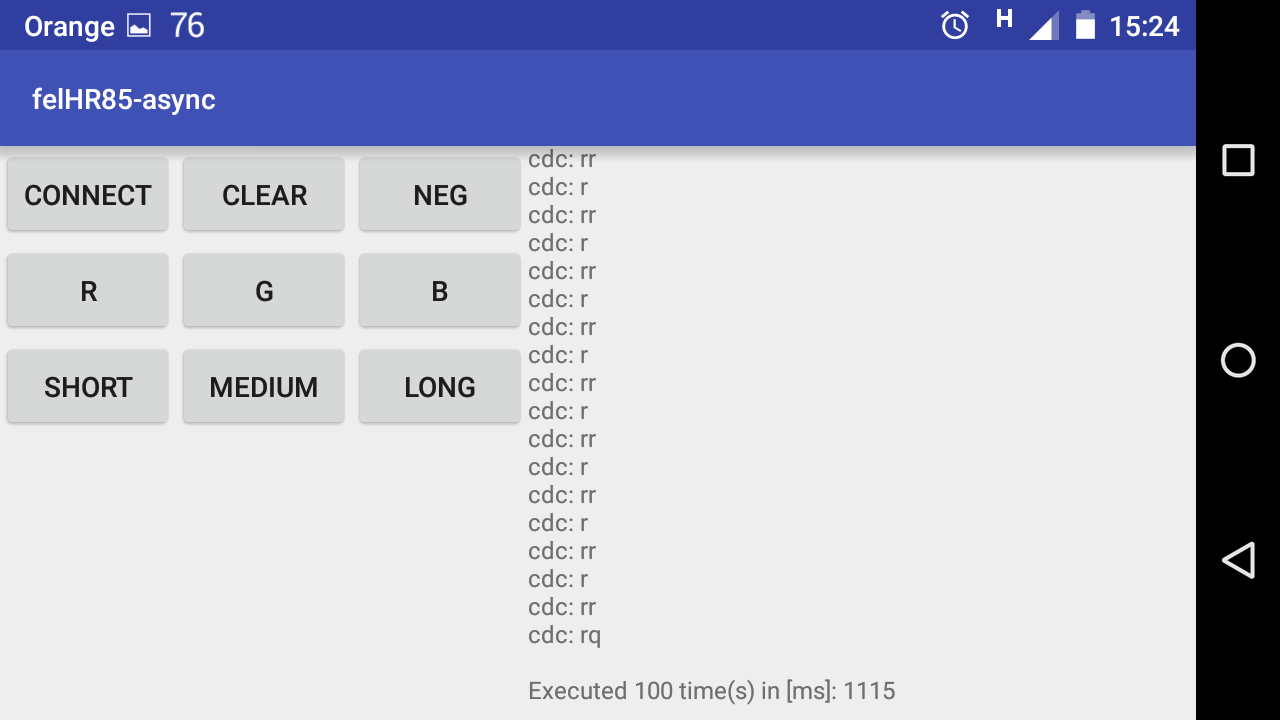 Orange 76 H 15:24
felHR85-async
CONNECT CLEAR NEG
R G B
SHORT MEDIUM LONG
cdc: rr
cdc: r
cdc: rr
cdc: r
cdc: rr
cdc: r
cdc: rr
cdc: r
cdc: rr
cdc: r
cdc: rr
cdc: r
cdc: rr
cdc: r
cdc: rr
cdc: r
cdc: rr
cdc: rq
Executed 100 time(s) in [ms]: 1115